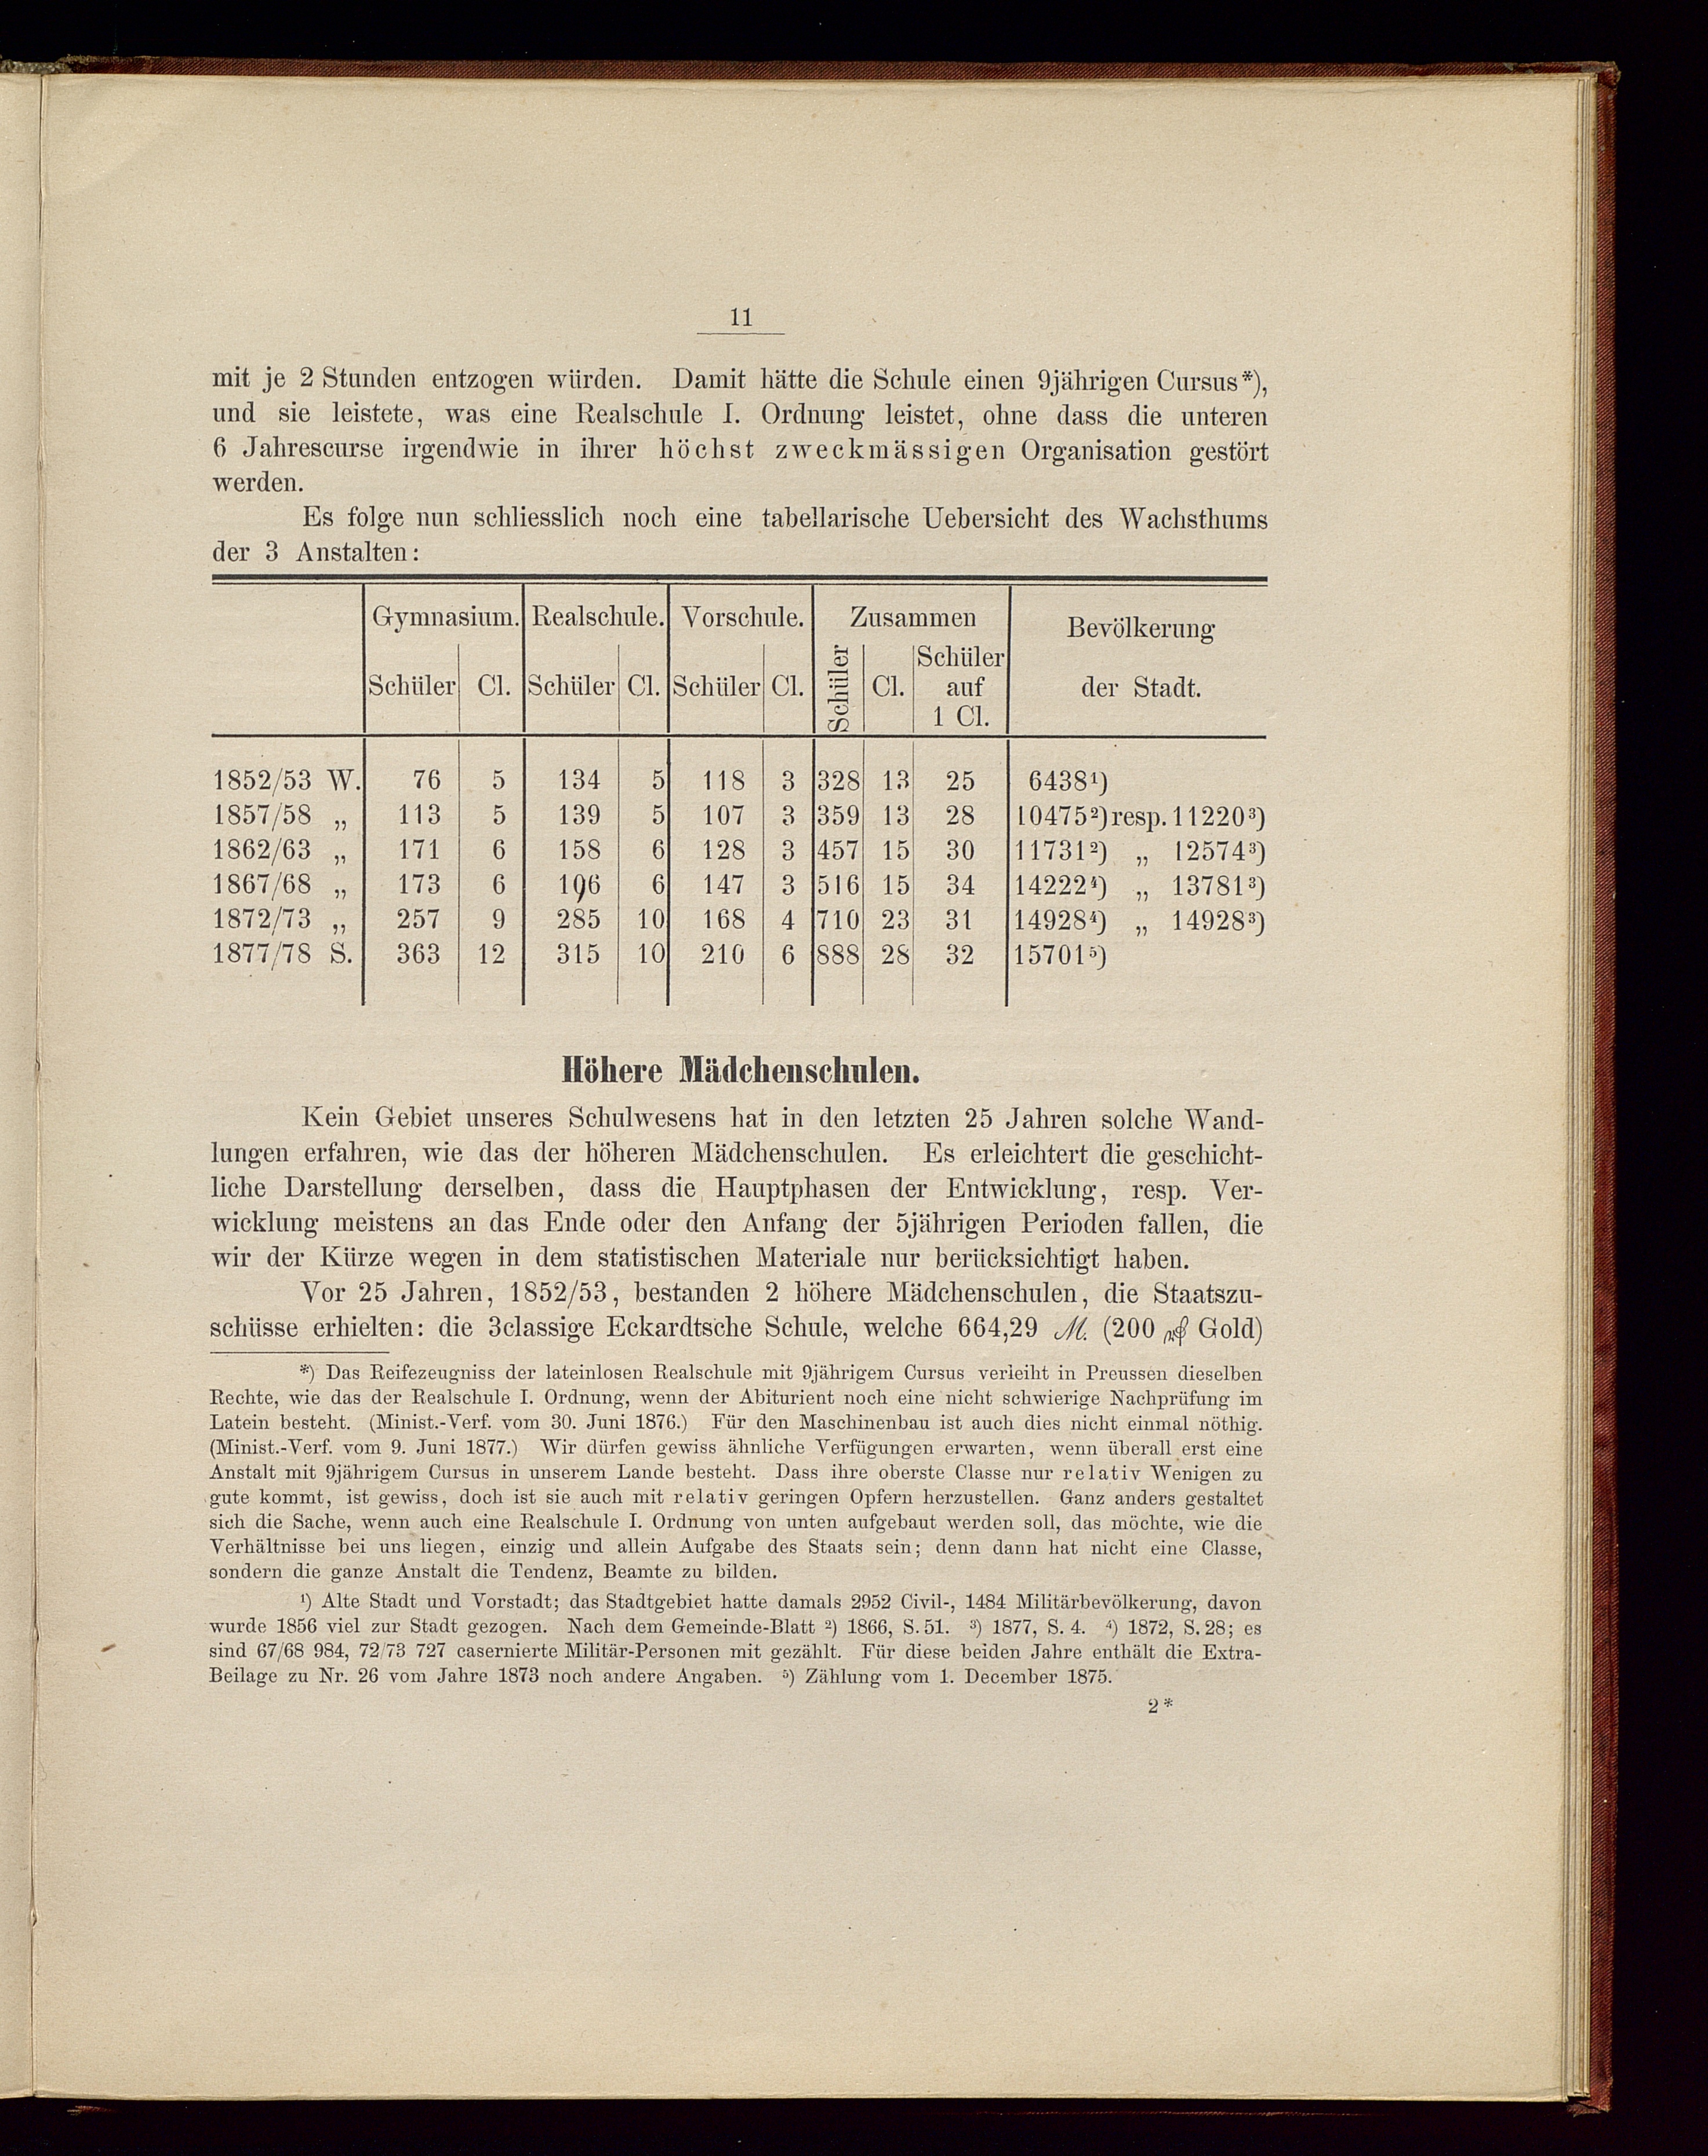 11
mit je 2 Stunden entzogen würden. Damit hätte die Schule einen 9jährigen Cursus*),
und sie leistete, was eine Realschule I. Ordnung leistet, ohne dass die unteren
6 Jahrescurse irgendwie in ihrer höchst zweckmässigen Organisation gestört
werden.
Es folge nun schliesslich noch eine tabellarische Uebersicht des Wachsthums
der 3 Anstalten:
Gymnasium. Realschule. Vorschule. Zusammen Bevölkerung der Stadt.
Schüler Cl. Schüler Cl. Schüler Cl. Schüler Cl. Schüler auf 1 Cl.
1852/53 W. 76 5 134 5 118 3 328 13 25 6438¹)
1857/58 „ 113 5 139 5 107 3 359 13 28 10475²) resp. 11220³)
1862/63 „ 171 6 158 6 128 3 457 15 30 11731²) „ 12574³)
1867/68 „ 173 6 196 6 147 3 516 15 34 14222⁴) „ 13781³)
1872/73 „ 257 9 285 10 168 4 710 23 31 14928⁴) „ 14928³)
1877/78 S. 363 12 315 10 210 6 888 28 32 15701⁵)
Höhere Mädchenschulen.
Kein Gebiet unseres Schulwesens hat in den letzten 25 Jahren solche Wand-
lungen erfahren, wie das der höheren Mädchenschulen. Es erleichtert die geschicht-
liche Darstellung derselben, dass die Hauptphasen der Entwicklung, resp. Ver-
wicklung meistens an das Ende oder den Anfang der 5jährigen Perioden fallen, die
wir der Kürze wegen in dem statistischen Materiale nur berücksichtigt haben.
Vor 25 Jahren, 1852/53, bestanden 2 höhere Mädchenschulen, die Staatszu-
schüsse erhielten: die 3classige Eckardtsche Schule, welche 664,29 M. (200 Gold)
*) Das Reifezeugniss der lateinlosen Realschule mit 9jährigem Cursus verleiht in Preussen dieselben
Rechte, wie das der Realschule I. Ordnung, wenn der Abiturient noch eine nicht schwierige Nachprüfung im
Latein besteht. (Minist.-Verf. vom 30. Juni 1876.) Für den Maschinenbau ist auch dies nicht einmal nöthig.
(Minist.-Verf. vom 9. Juni 1877.) Wir dürfen gewiss ähnliche Verfügungen erwarten, wenn überall erst eine
Anstalt mit 9jährigem Cursus in unserem Lande besteht. Dass ihre oberste Classe nur relativ Wenigen zu
gute kommt, ist gewiss, doch ist sie auch mit relativ geringen Opfern herzustellen. Ganz anders gestaltet
sich die Sache, wenn auch eine Realschule I. Ordnung von unten aufgebaut werden soll, das möchte, wie die
Verhältnisse bei uns liegen, einzig und allein Aufgabe des Staats sein; denn dann hat nicht eine Classe,
sondern die ganze Anstalt die Tendenz, Beamte zu bilden.
¹) Alte Stadt und Vorstadt; das Stadtgebiet hatte damals 2952 Civil-, 1484 Militärbevölkerung, davon
wurde 1856 viel zur Stadt gezogen. Nach dem Gemeinde-Blatt ²) 1866, S. 51. ³) 1877, S. 4. ⁴) 1872, S. 28; es
sind 67/68 984, 72/73 727 casernierte Militär-Personen mit gezählt. Für diese beiden Jahre enthält die Extra-
Beilage zu Nr. 26 vom Jahre 1873 noch andere Angaben. ⁵) Zählung vom 1. December 1875.
2*